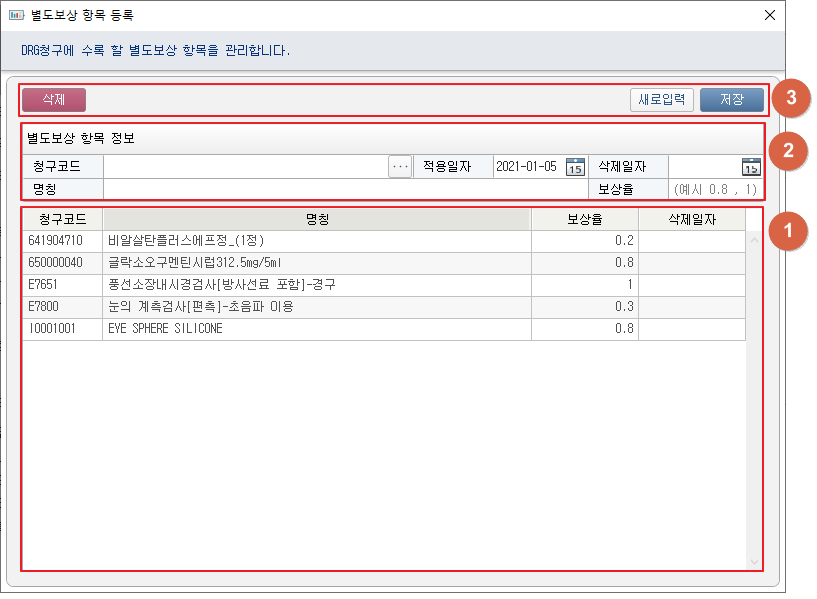 별도보상 항목 등록
DRG청구에 수록 할 별도보상 항목을 관리합니다.
삭제 새로입력 저장 3
별도보상 항목 정보 2
청구코드 ... 적용일자 2021-01-05 15 삭제일자 15
명칭 보상율 (예시 0.8 , 1)
청구코드 명칭 보상율 삭제일자 1
641904710 비알살탄플러스에프정_(1정) 0.2
650000040 글락소오구멘틴시럽312.5mg/5ml 0.8
E7651 풍선소장내시경검사[방사선료 포함]-경구 1
E7800 눈의 계측검사[편측]-초음파 이용 0.3
I0001001 EYE SPHERE SILICONE 0.8